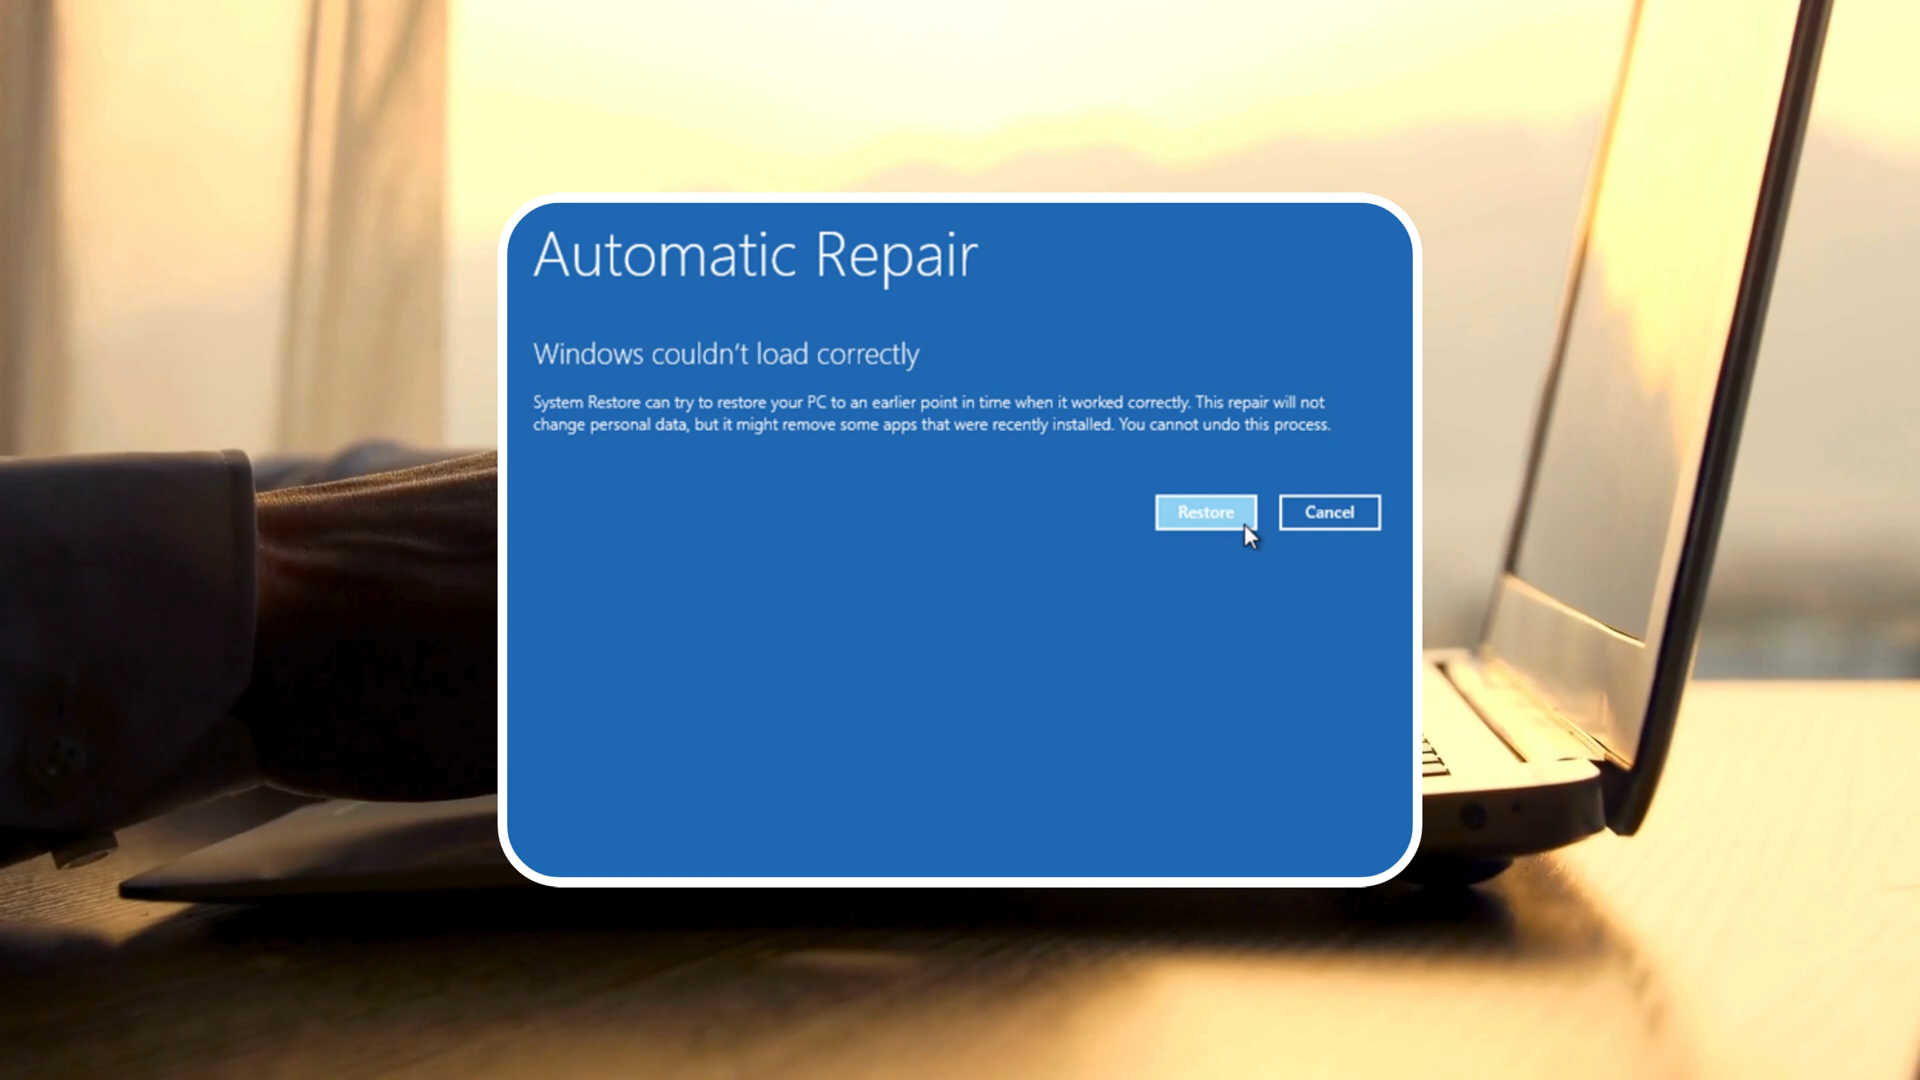 Automatic Repair
Windows couldn't load correctly
System Restore can try to restore your PC to an earlier point in time when it worked correctly. This repair will not
change personal data, but it might remove some apps that were recently installed. You cannot undo this process.
Restore
Cancel